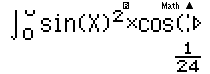 Math ▲
∫₀ sin(X)²×cos(
1/24